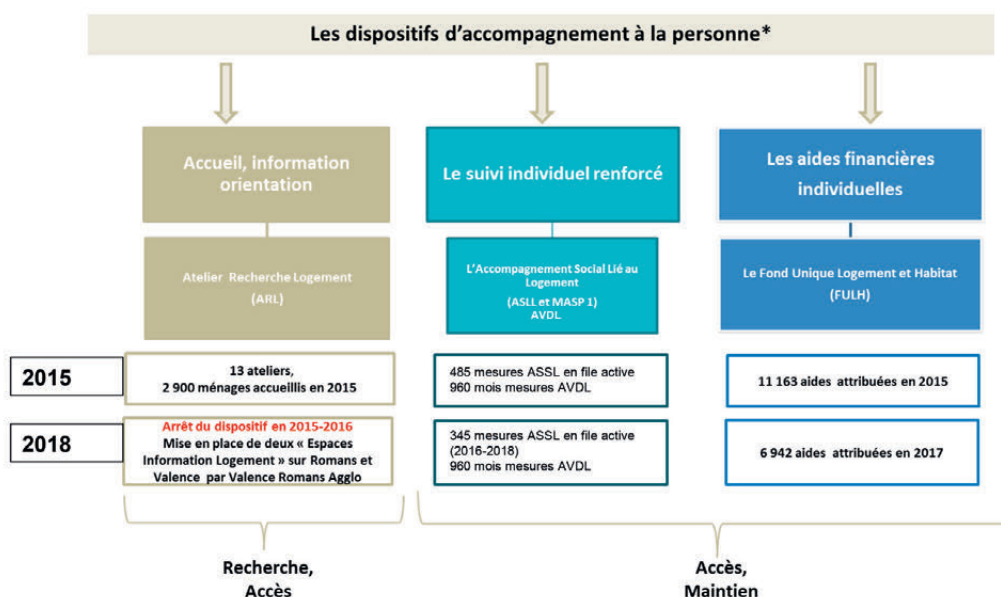 Les dispositifs d'accompagnement à la personne*
Accueil, information
orientation
Le suivi individuel renforcé
Les aides financières
individuelles
Atelier Recherche Logement
(ARL)
L'Accompagnement Social Lié au
Logement
(ASLL et MASP 1)
AVDL
Le Fond Unique Logement et Habitat
(FULH)
2015
13 ateliers,
2 900 ménages accueillis en 2015
485 mesures ASSL en file active
960 mois mesures AVDL
11 163 aides attribuées en 2015
2018
Arrêt du dispositif en 2015-2016
Mise en place de deux « Espaces
Information Logement » sur Romans et
Valence par Valence Romans Agglo
345 mesures ASSL en file active
(2016-2018)
960 mois mesures AVDL
6 942 aides attribuées en 2017
Recherche,
Accès
Accès,
Maintien